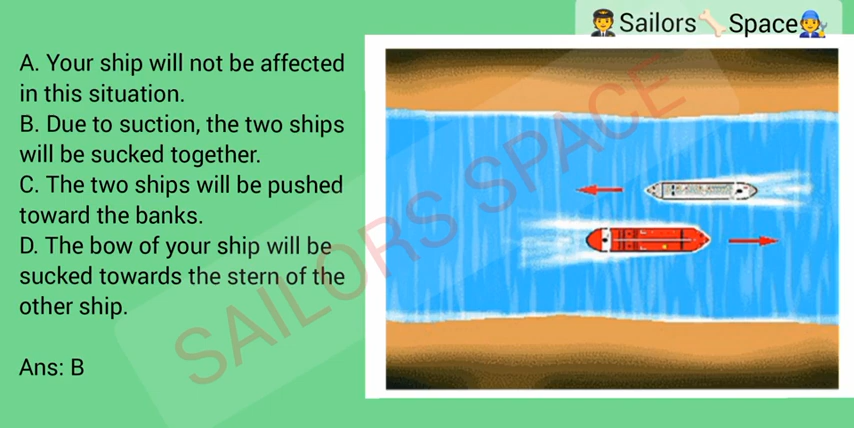 Sailors Space
A. Your ship will not be affected
in this situation.
B. Due to suction, the two ships
will be sucked together.
C. The two ships will be pushed
toward the banks.
D. The bow of your ship will be
sucked towards the stern of the
other ship.
Ans: B
SAILORS SPACE